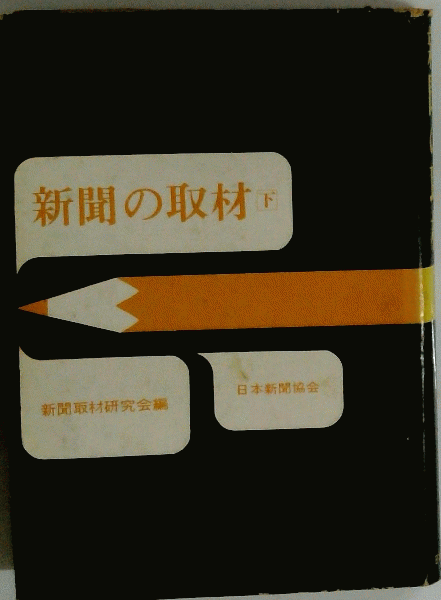 新聞の取材 下
新聞取材研究会編
日本新聞協会